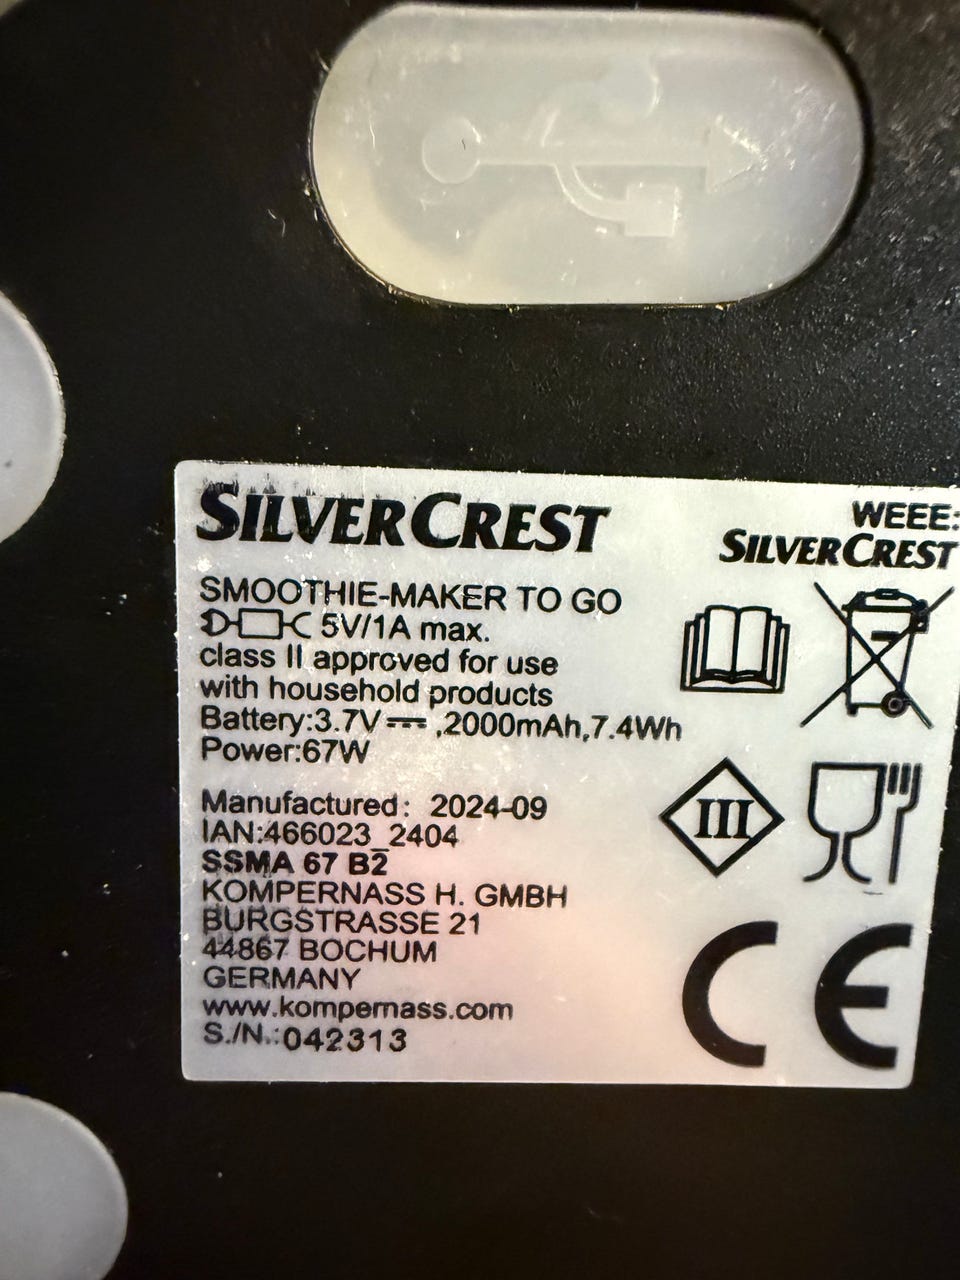 SILVERCREST
WEEE:
SILVERCREST
SMOOTHIE-MAKER TO GO
5V/1A max.
class II approved for use
with household products
Battery:3.7V⎓,2000mAh,7.4Wh
Power:67W
III
Manufactured: 2024-09
IAN:466023_2404
SSMA 67 B2
KOMPERNASS H. GMBH
BURGSTRASSE 21
44867 BOCHUM
GERMANY
www.kompernass.com
S./N.:042313
CE